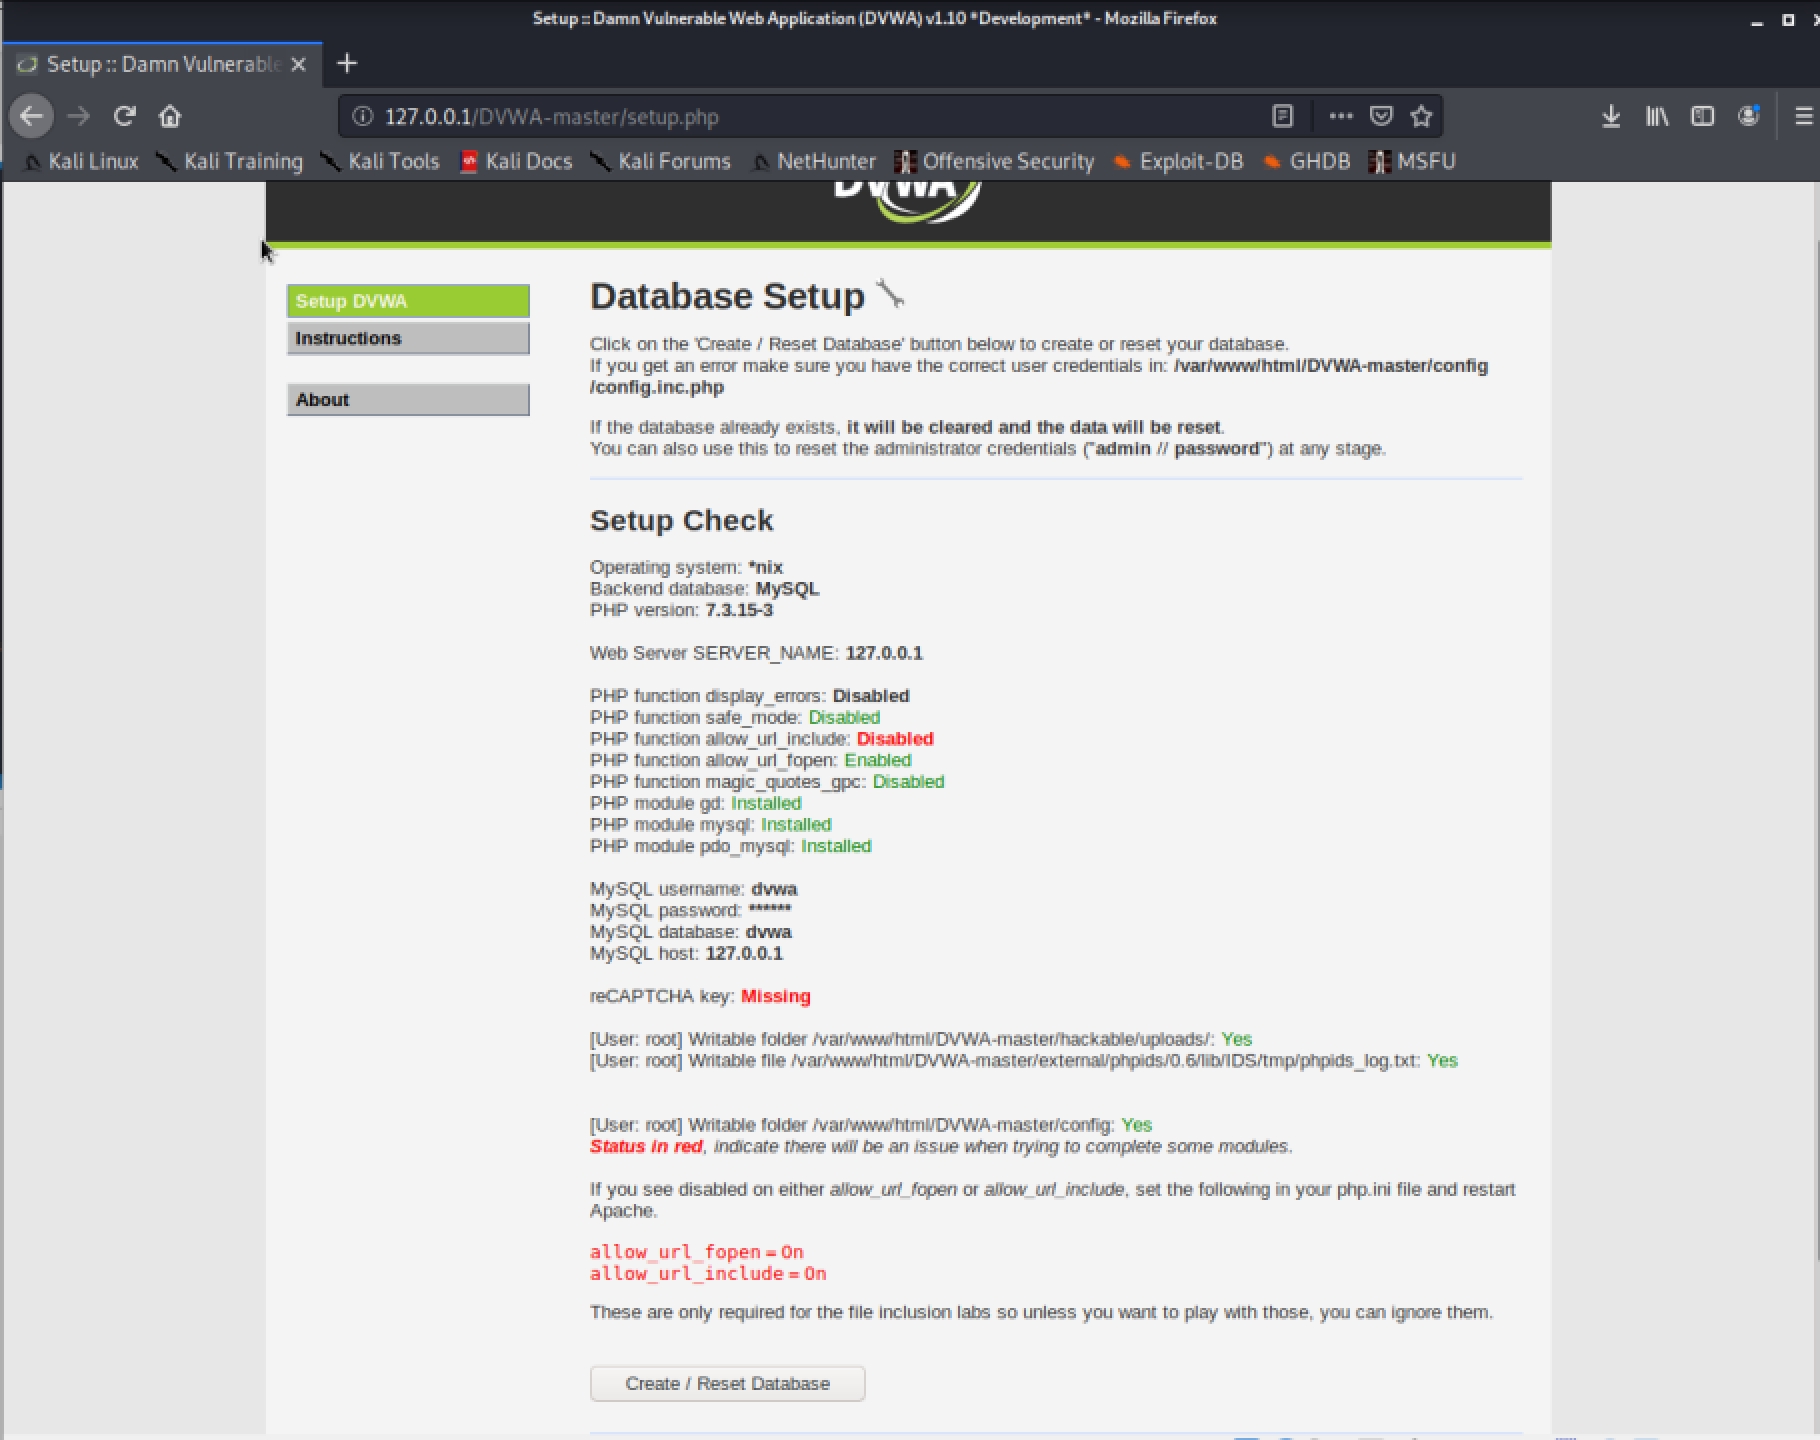 Setup :: Damn Vulnerable Web Application (DVWA) v1.10 *Development* - Mozilla Firefox
Setup :: Damn Vulnerable
127.0.0.1/DVWA-master/setup.php
Kali Linux Kali Training Kali Tools Kali Docs Kali Forums NetHunter Offensive Security Exploit-DB GHDB MSFU
DVWA
Setup DVWA
Instructions
About
Database Setup
Click on the 'Create / Reset Database' button below to create or reset your database.
If you get an error make sure you have the correct user credentials in: /var/www/html/DVWA-master/config
/config.inc.php
If the database already exists, it will be cleared and the data will be reset.
You can also use this to reset the administrator credentials ("admin // password") at any stage.
Setup Check
Operating system: *nix
Backend database: MySQL
PHP version: 7.3.15-3
Web Server SERVER_NAME: 127.0.0.1
PHP function display_errors: Disabled
PHP function safe_mode: Disabled
PHP function allow_url_include: Disabled
PHP function allow_url_fopen: Enabled
PHP function magic_quotes_gpc: Disabled
PHP module gd: Installed
PHP module mysql: Installed
PHP module pdo_mysql: Installed
MySQL username: dvwa
MySQL password: ******
MySQL database: dvwa
MySQL host: 127.0.0.1
reCAPTCHA key: Missing
[User: root] Writable folder /var/www/html/DVWA-master/hackable/uploads/: Yes
[User: root] Writable file /var/www/html/DVWA-master/external/phpids/0.6/lib/IDS/tmp/phpids_log.txt: Yes
[User: root] Writable folder /var/www/html/DVWA-master/config: Yes
Status in red, indicate there will be an issue when trying to complete some modules.
If you see disabled on either allow_url_fopen or allow_url_include, set the following in your php.ini file and restart
Apache.
allow_url_fopen = On
allow_url_include = On
These are only required for the file inclusion labs so unless you want to play with those, you can ignore them.
Create / Reset Database